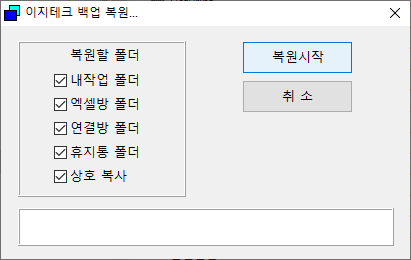 이지테크 백업 복원...
복원할 폴더
내작업 폴더
엑셀방 폴더
연결방 폴더
휴지통 폴더
상호 복사
복원시작
취 소